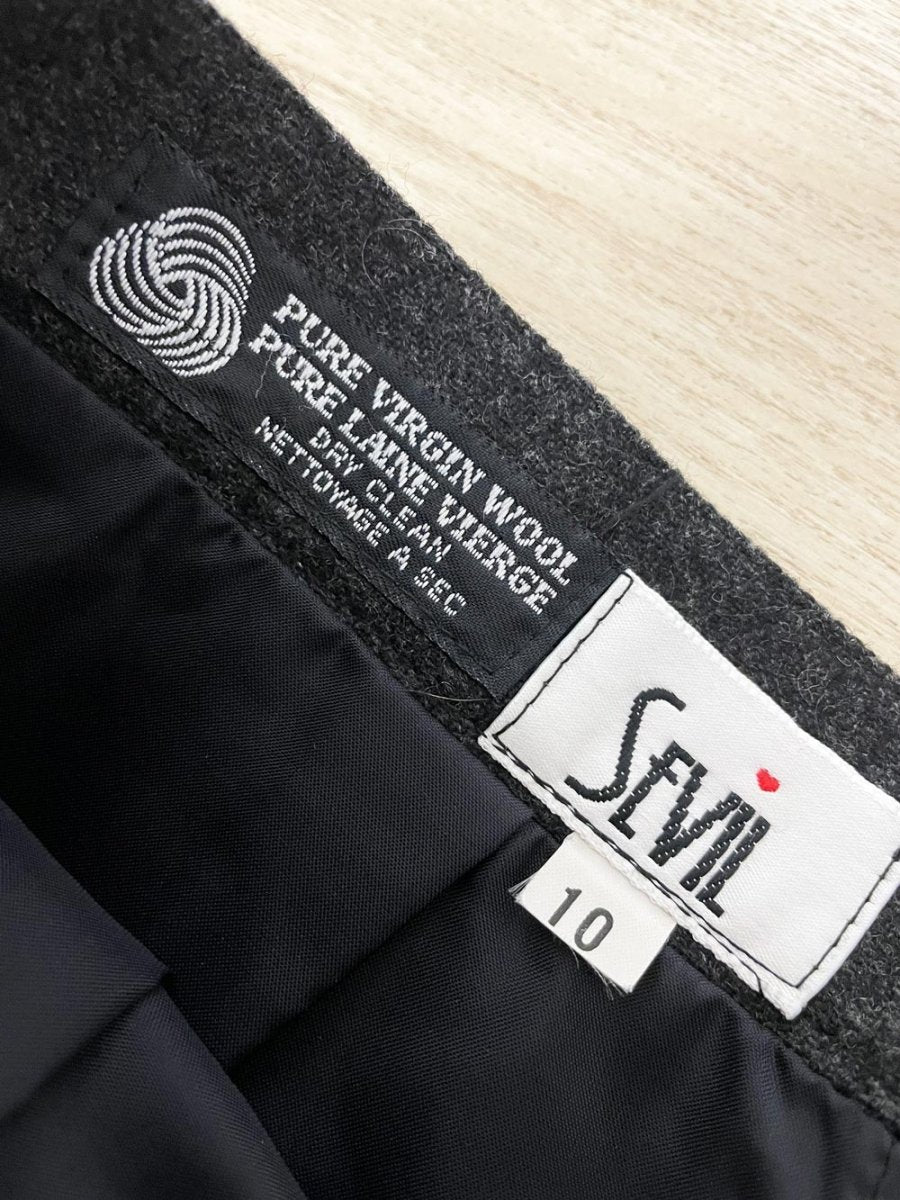 PURE VIRGIN WOOL
PURE LAINE VIERGE
DRY CLEAN
NETTOYAGE A SEC
SEVIL
10